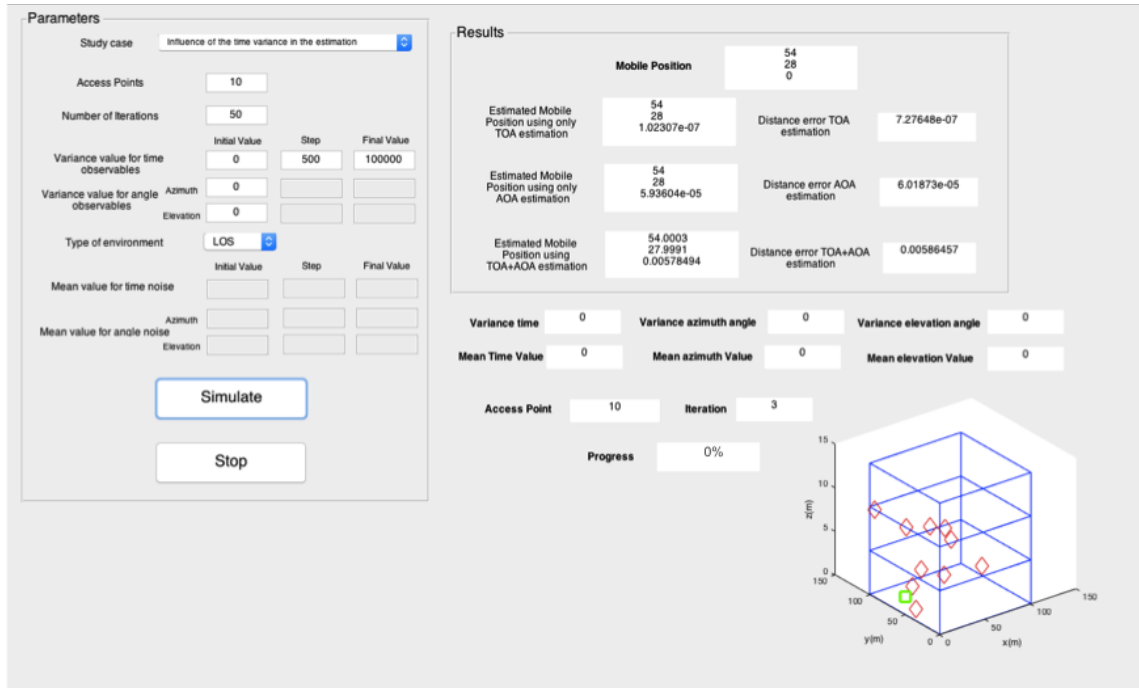 Parameters
Study case
Influence of the time variance in the estimation
Access Points
10
Number of Iterations
50
Initial Value
Step
Final Value
Variance value for time
observables
0
500
100000
Variance value for angle
observables
Azimuth
0
Elevation
0
Type of environment
LOS
Initial Value
Step
Final Value
Mean value for time noise
Mean value for angle noise
Azimuth
Elevation
Simulate
Stop
Results
Mobile Position
54
28
0
Estimated Mobile
Position using only
TOA estimation
54
28
1.02307e-07
Distance error TOA
estimation
7.27648e-07
Estimated Mobile
Position using only
AOA estimation
54
28
5.93604e-05
Distance error AOA
estimation
6.01873e-05
Estimated Mobile
Position using
TOA+AOA estimation
54.0003
27.9991
0.00578494
Distance error TOA+AOA
estimation
0.00586457
Variance time
0
Variance azimuth angle
0
Variance elevation angle
0
Mean Time Value
0
Mean azimuth Value
0
Mean elevation Value
0
Access Point
10
Iteration
3
Progress
0%
15
10
5
0
z(m)
150
100
50
0
y(m)
0
50
100
150
x(m)